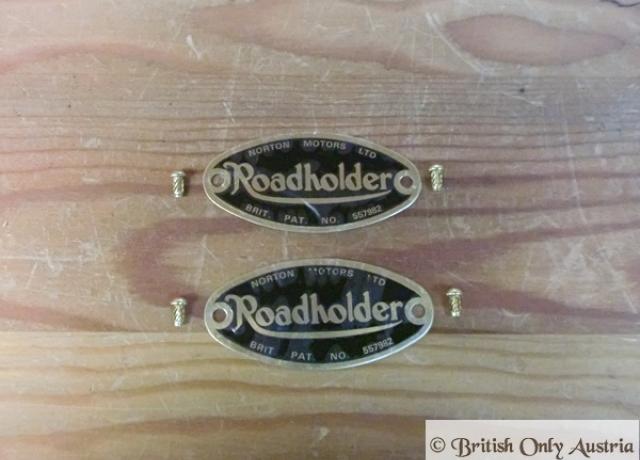 NORTON MOTORS LTD
Roadholder
BRIT. PAT. NO. 557982
NORTON MOTORS LTD
Roadholder
BRIT. PAT. NO. 557982
© British Only Austria